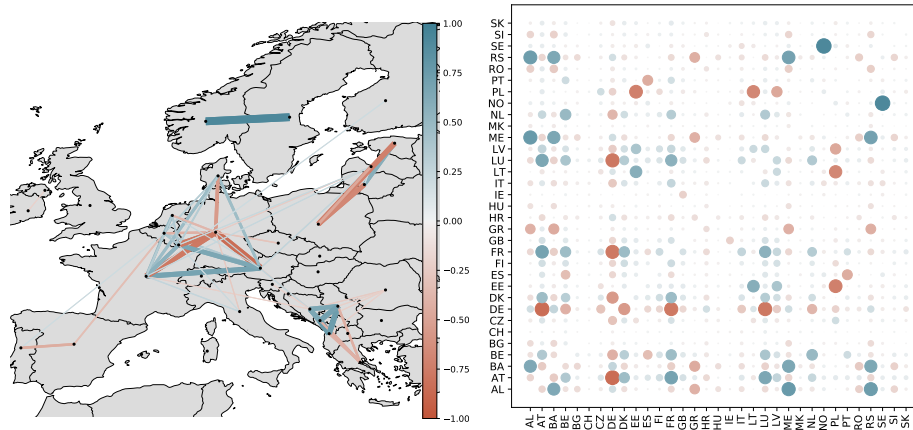 1.00
0.75
0.50
0.25
0.00
−0.25
−0.50
−0.75
−1.00
SK
SI
SE
RS
RO
PT
PL
NO
NL
MK
ME
LV
LU
LT
IT
IE
HU
HR
GR
GB
FR
FI
ES
EE
DK
DE
CZ
CH
BG
BE
BA
AT
AL
AL AT BA BE BG CH CZ DE DK EE ES FI FR GB GR HR HU IE IT LT LU LV ME MK NL NO PL PT RO RS SE SI SK